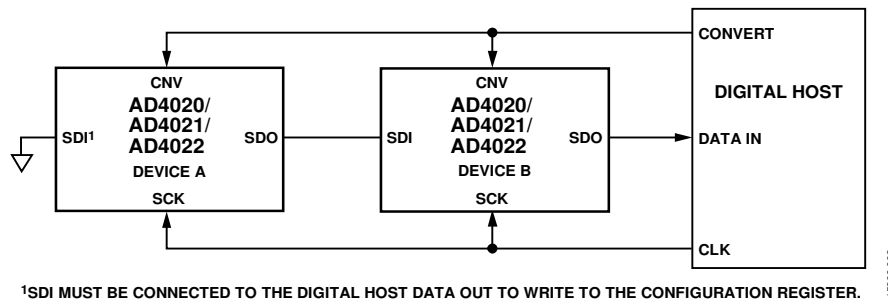 CONVERT
CNV
CNV
DIGITAL HOST
AD4020/
AD4021/
AD4022
AD4020/
AD4021/
AD4022
SDI¹
SDO
SDI
SDO
DATA IN
DEVICE A
DEVICE B
SCK
SCK
CLK
¹SDI MUST BE CONNECTED TO THE DIGITAL HOST DATA OUT TO WRITE TO THE CONFIGURATION REGISTER.